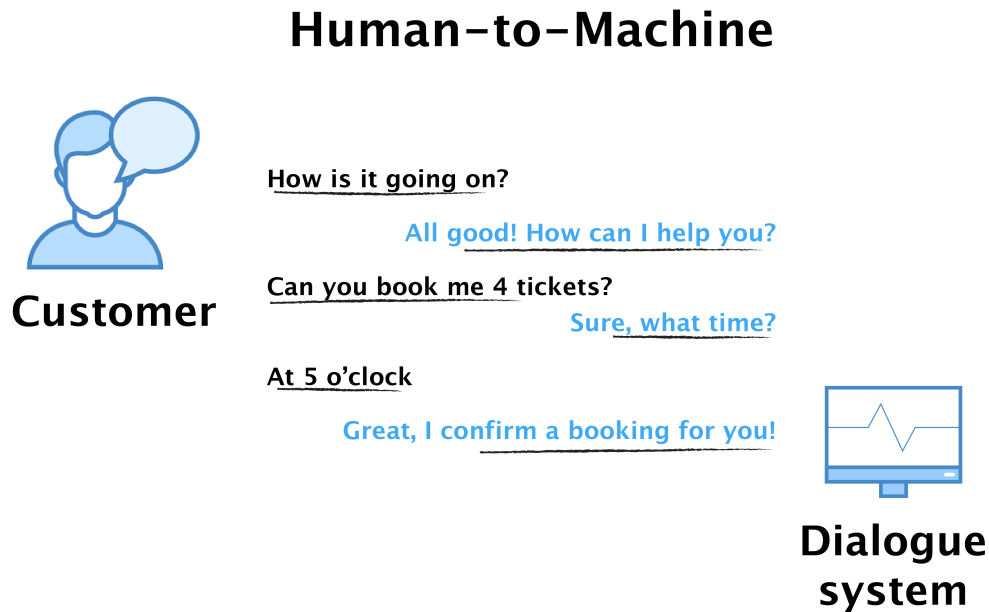 Human-to-Machine
How is it going on?
All good! How can I help you?
Can you book me 4 tickets?
Customer
Sure, what time?
At 5 o’clock
Great, I confirm a booking for you!
Dialogue
system